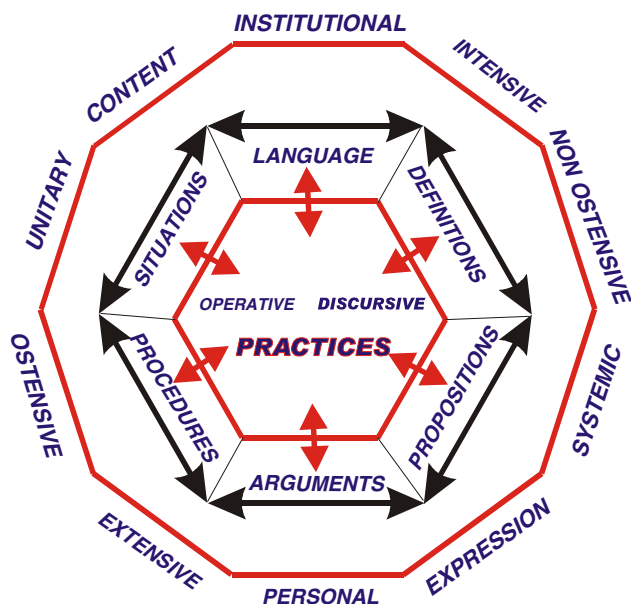 INSTITUTIONAL
CONTENT
INTENSIVE
UNITARY
NON OSTENSIVE
LANGUAGE
SITUATIONS
DEFINITIONS
OPERATIVE DISCURSIVE
PRACTICES
OSTENSIVE
PROCEDURES
PROPOSITIONS
SYSTEMIC
ARGUMENTS
EXTENSIVE
EXPRESSION
PERSONAL